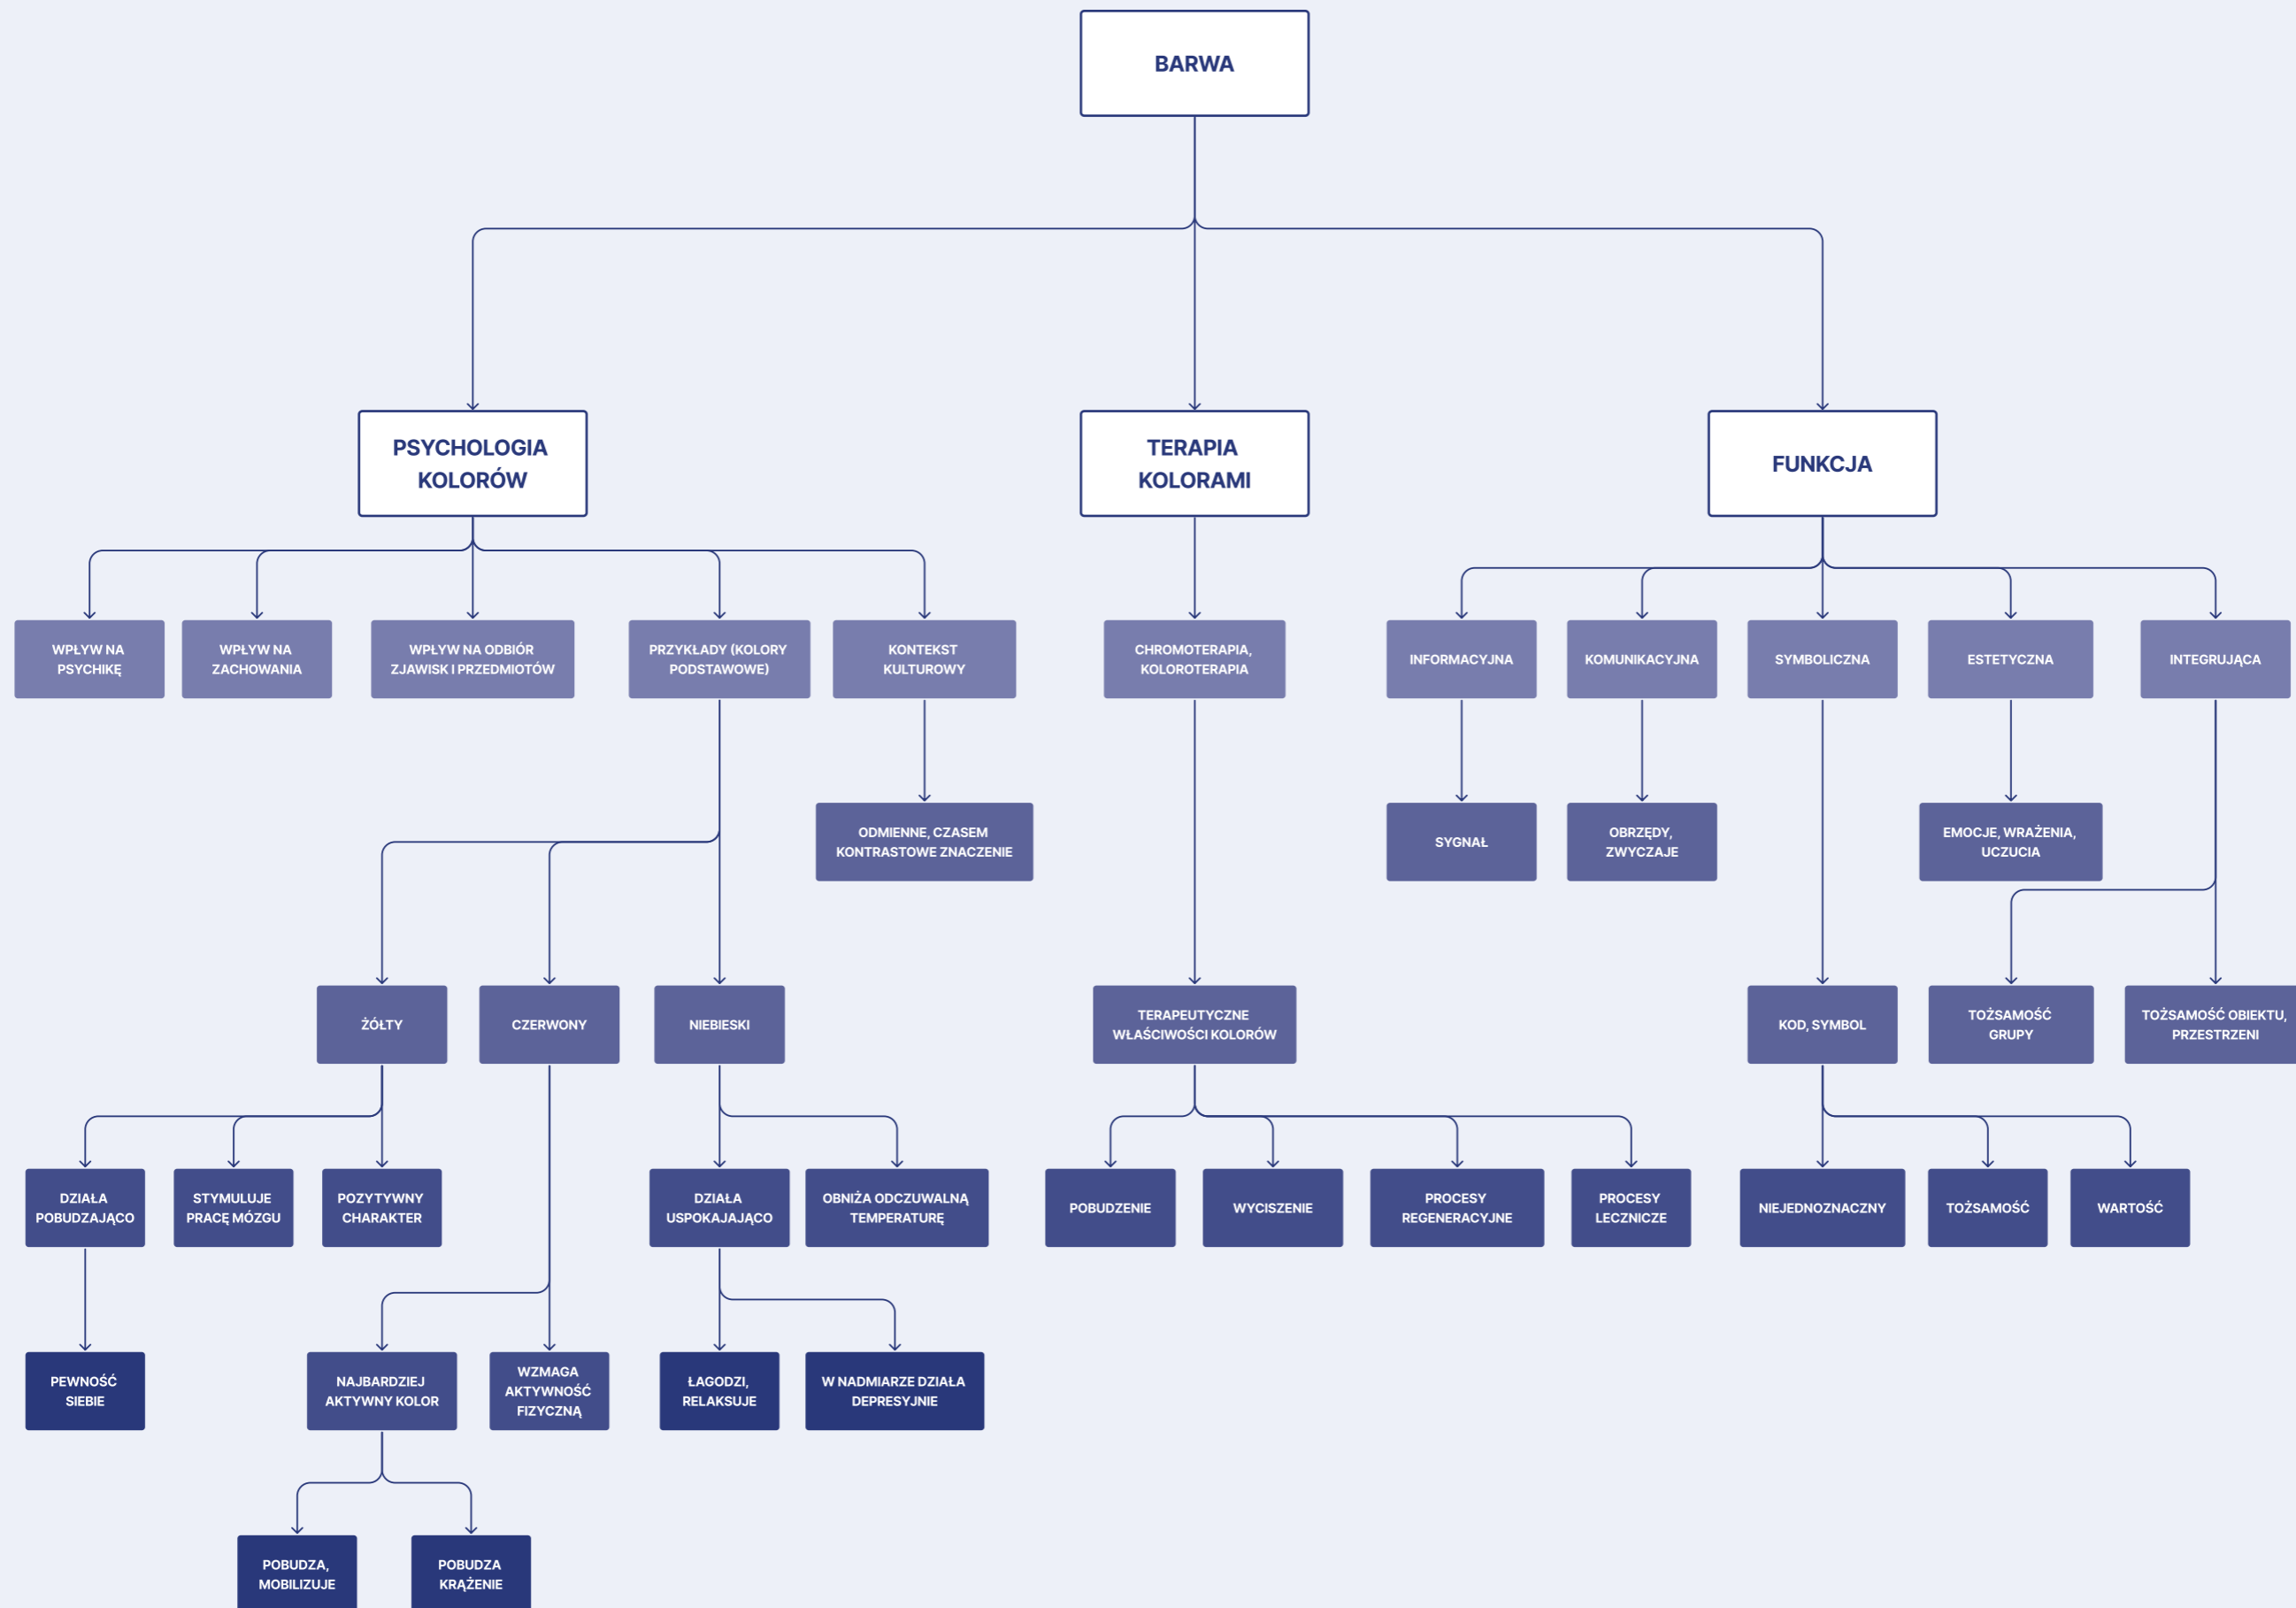 BARWA
PSYCHOLOGIA
KOLORÓW
TERAPIA
KOLORAMI
FUNKCJA
WPŁYW NA
PSYCHIKĘ
WPŁYW NA
ZACHOWANIA
WPŁYW NA ODBIÓR
ZJAWISK I PRZEDMIOTÓW
PRZYKŁADY (KOLORY
PODSTAWOWE)
KONTEKST
KULTUROWY
CHROMOTERAPIA,
KOLOROTERAPIA
INFORMACYJNA
KOMUNIKACYJNA
SYMBOLICZNA
ESTETYCZNA
INTEGRUJĄCA
ODMIENNE, CZASEM
KONTRASTOWE ZNACZENIE
SYGNAŁ
OBRZĘDY,
ZWYCZAJE
EMOCJE, WRAŻENIA,
UCZUCIA
ŻÓŁTY
CZERWONY
NIEBIESKI
TERAPEUTYCZNE
WŁAŚCIWOŚCI KOLORÓW
KOD, SYMBOL
TOŻSAMOŚĆ
GRUPY
TOŻSAMOŚĆ OBIEKTU,
PRZESTRZENI
DZIAŁA
POBUDZAJĄCO
STYMULUJE
PRACĘ MÓZGU
POZYTYWNY
CHARAKTER
DZIAŁA
USPOKAJAJĄCO
OBNIŻA ODCZUWALNĄ
TEMPERATURĘ
POBUDZENIE
WYCISZENIE
PROCESY
REGENERACYJNE
PROCESY
LECZNICZE
NIEJEDNOZNACZNY
TOŻSAMOŚĆ
WARTOŚĆ
PEWNOŚĆ
SIEBIE
NAJBARDZIEJ
AKTYWNY KOLOR
WZMAGA
AKTYWNOŚĆ
FIZYCZNĄ
ŁAGODZI,
RELAKSUJE
W NADMIARZE DZIAŁA
DEPRESYJNIE
POBUDZA,
MOBILIZUJE
POBUDZA
KRĄŻENIE